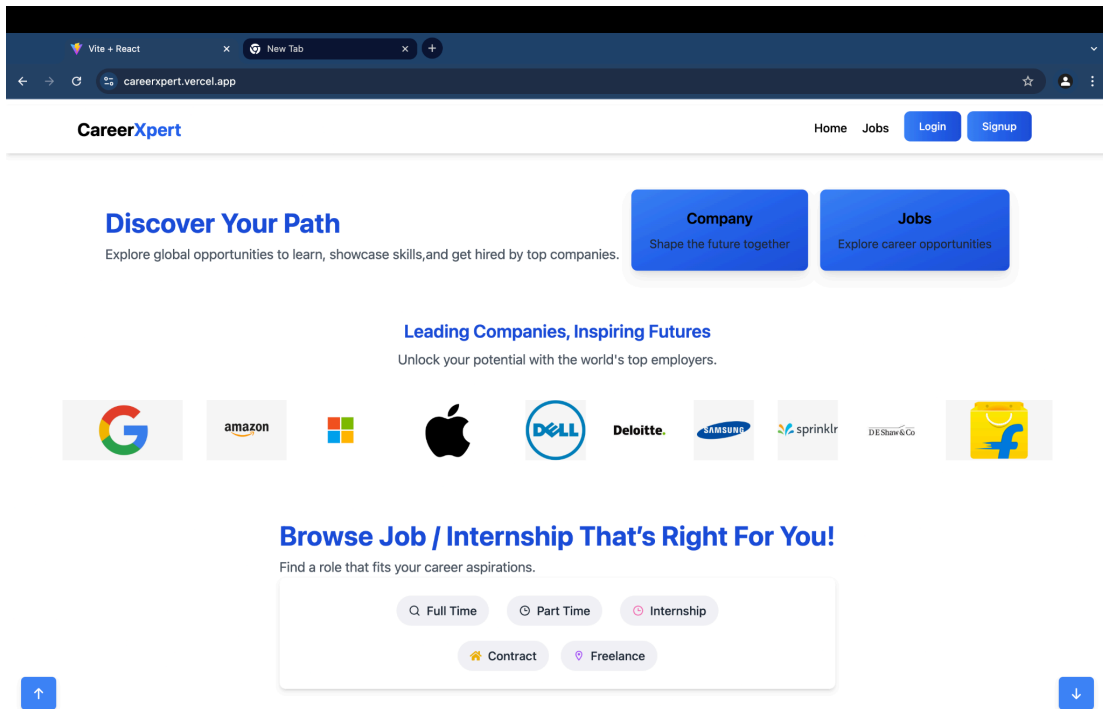 Vite + React
New Tab
careerxpert.vercel.app
CareerXpert
Home Jobs Login Signup
Discover Your Path
Explore global opportunities to learn, showcase skills,and get hired by top companies.
Company
Shape the future together
Jobs
Explore career opportunities
Leading Companies, Inspiring Futures
Unlock your potential with the world's top employers.
amazon DELL Deloitte. SAMSUNG sprinklr DE Shaw & Co
Browse Job / Internship That’s Right For You!
Find a role that fits your career aspirations.
Full Time Part Time Internship
Contract Freelance